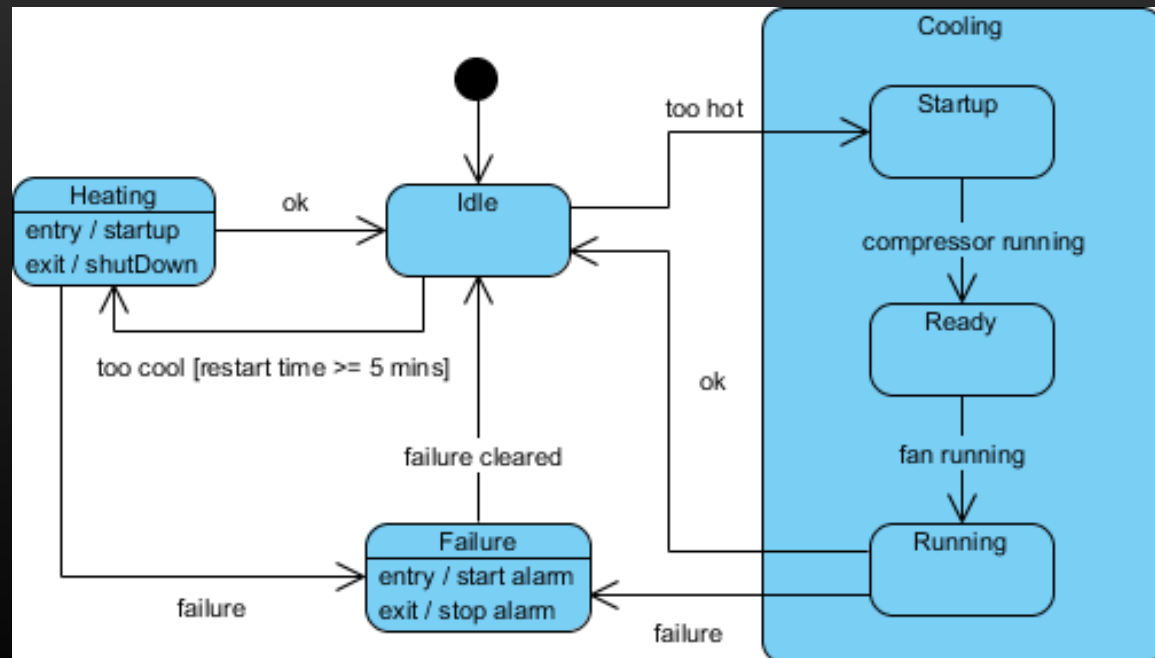 Cooling
too hot
Startup
Heating
entry / startup
exit / shutDown
ok
Idle
compressor running
Ready
too cool [restart time >= 5 mins]
ok
failure cleared
fan running
Failure
entry / start alarm
exit / stop alarm
Running
failure
failure